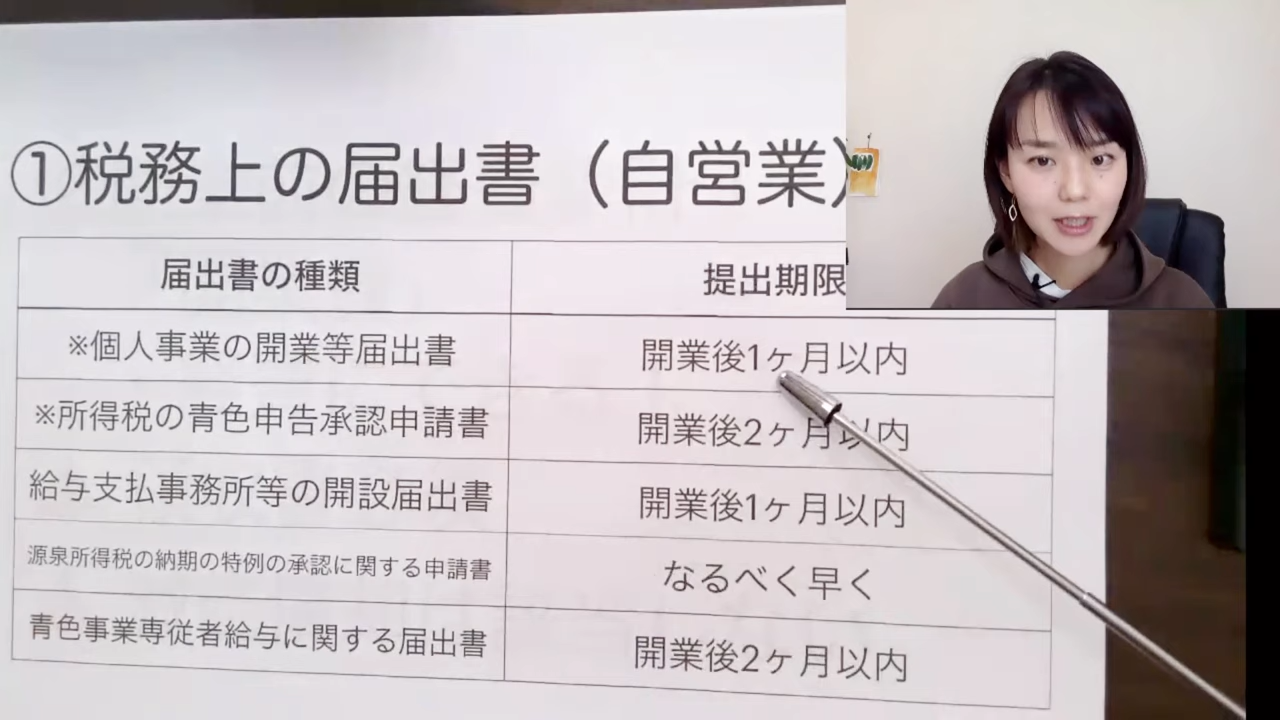 ①税務上の届出書（自営業）
届出書の種類
提出期限
※個人事業の開業等届出書
開業後1ヶ月以内
※所得税の青色申告承認申請書
開業後2ヶ月以内
給与支払事務所等の開設届出書
開業後1ヶ月以内
源泉所得税の納期の特例の承認に関する申請書
なるべく早く
青色事業専従者給与に関する届出書
開業後2ヶ月以内